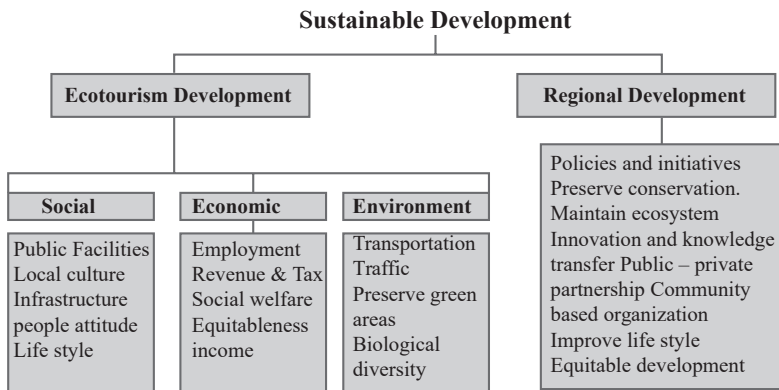 Sustainable Development
Ecotourism Development
Regional Development
Social
Public Facilities
Local culture
Infrastructure
people attitude
Life style
Economic
Employment
Revenue & Tax
Social welfare
Equitableness
income
Environment
Transportation
Traffic
Preserve green
areas
Biological
diversity
Policies and initiatives
Preserve conservation.
Maintain ecosystem
Innovation and knowledge
transfer Public – private
partnership Community
based organization
Improve life style
Equitable development